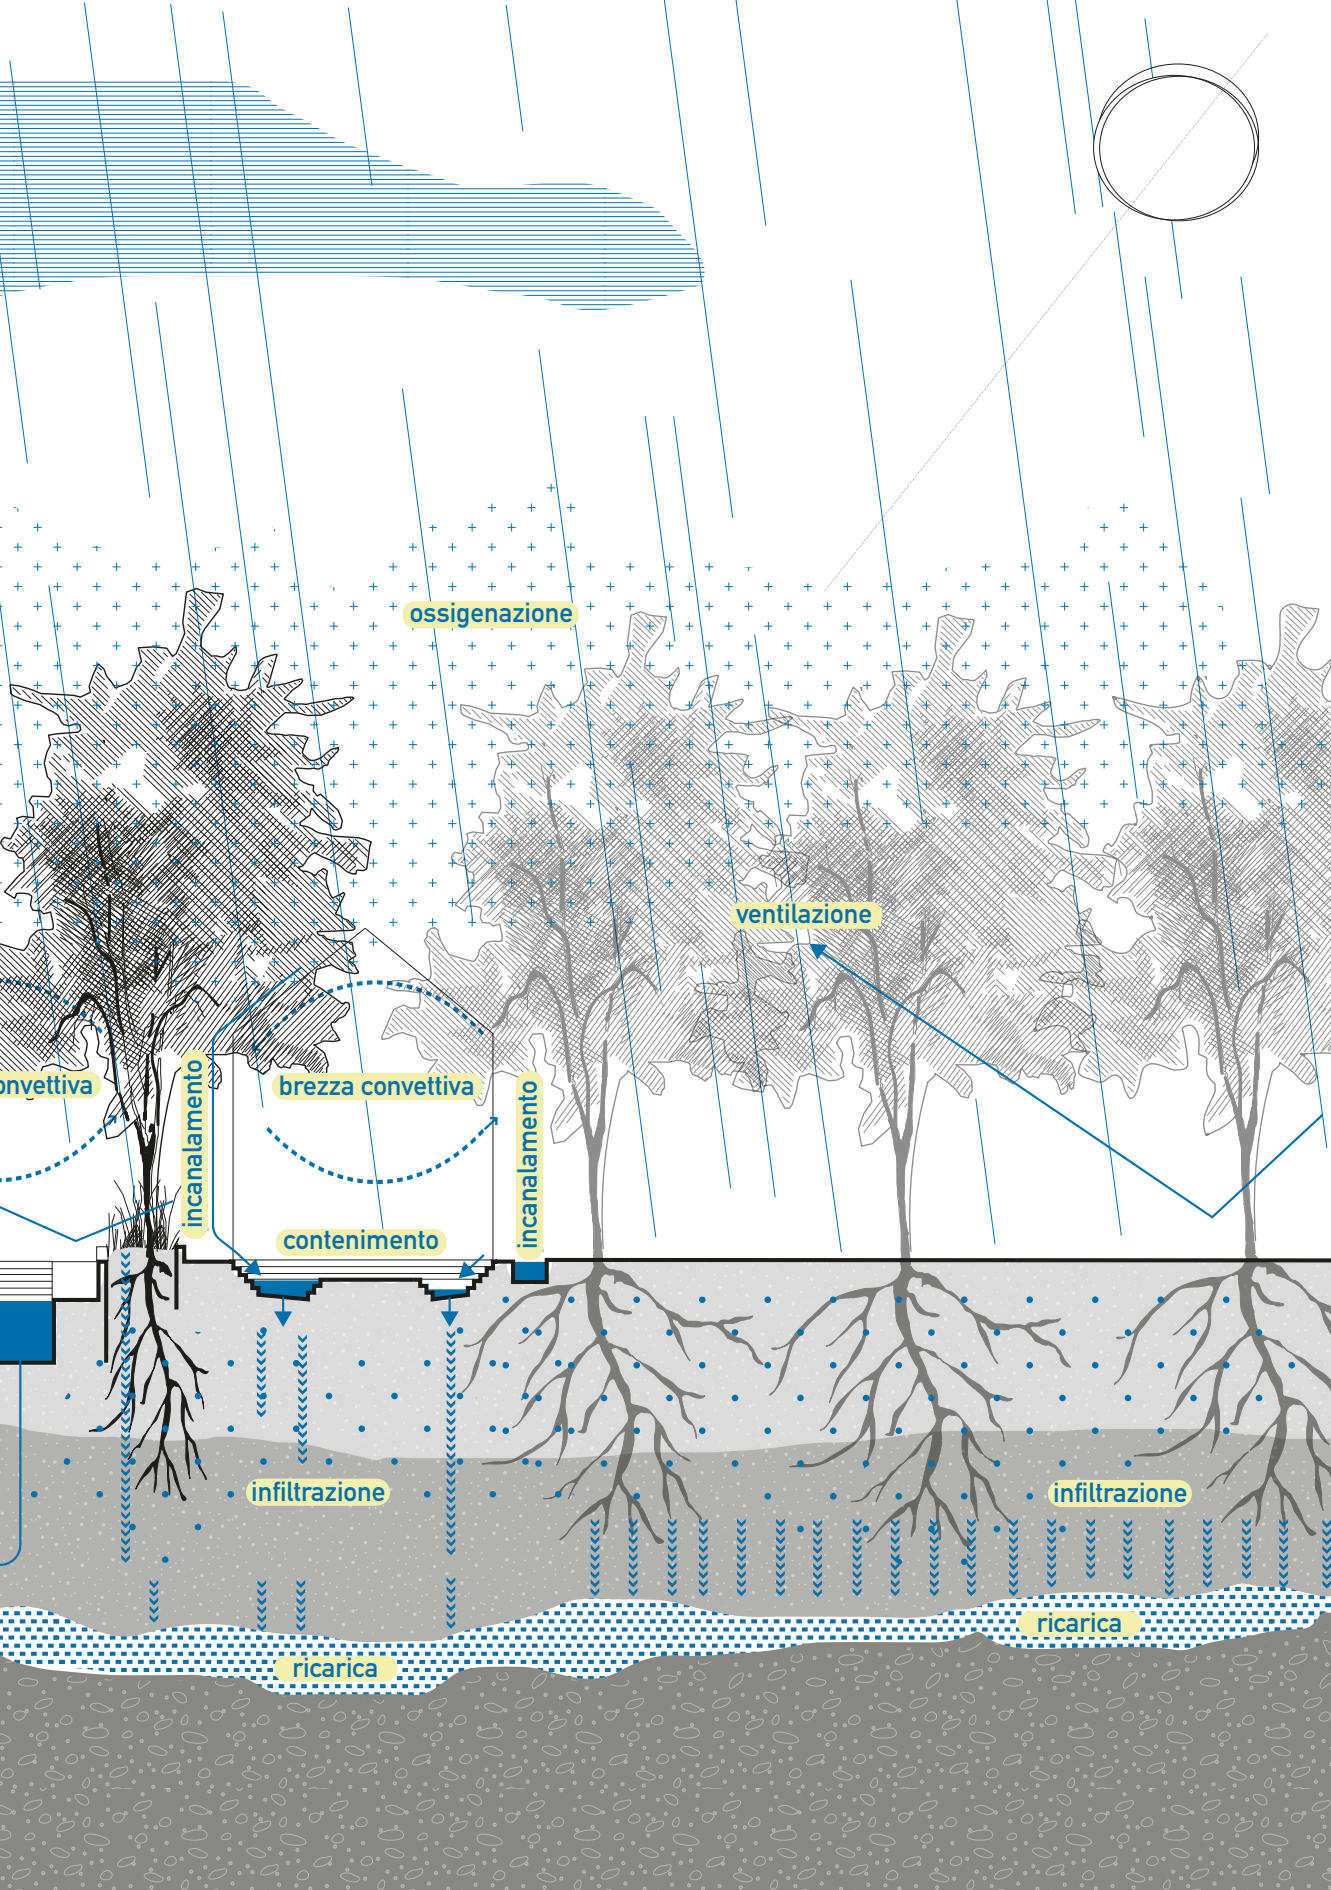 ossigenazione
ventilazione
onvettiva
incanalamento
brezza convettiva
incanalamento
contenimento
infiltrazione
infiltrazione
ricarica
ricarica